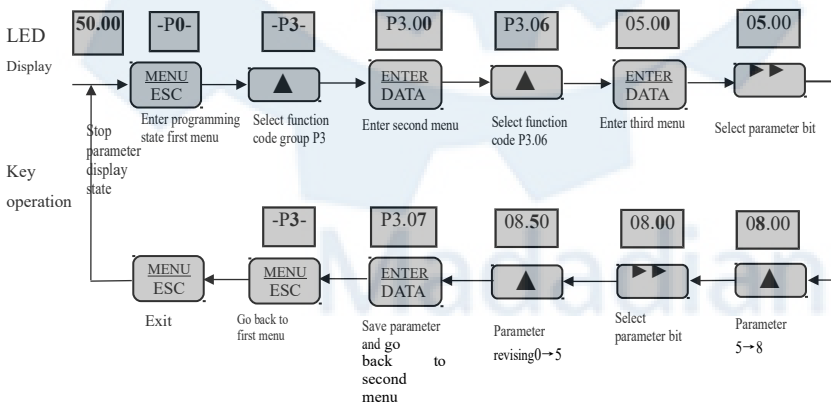 LED
Display
50.00
-P0-
-P3-
P3.00
P3.06
05.00
05.00
MENU
ESC
▲
ENTER
DATA
▲
ENTER
DATA
►►
Stop
parameter
display
state
Enter programming
state first menu
Select function
code group P3
Enter second menu
Select function
code P3.06
Enter third menu
Select parameter bit
Key
operation
-P3-
P3.07
08.50
08.00
08.00
MENU
ESC
MENU
ESC
ENTER
DATA
▲
►►
▲
Exit
Go back to
first menu
Save parameter
and go
back to
second
menu
Parameter
revising0→5
Select
parameter bit
Parameter
5→8
Madadian